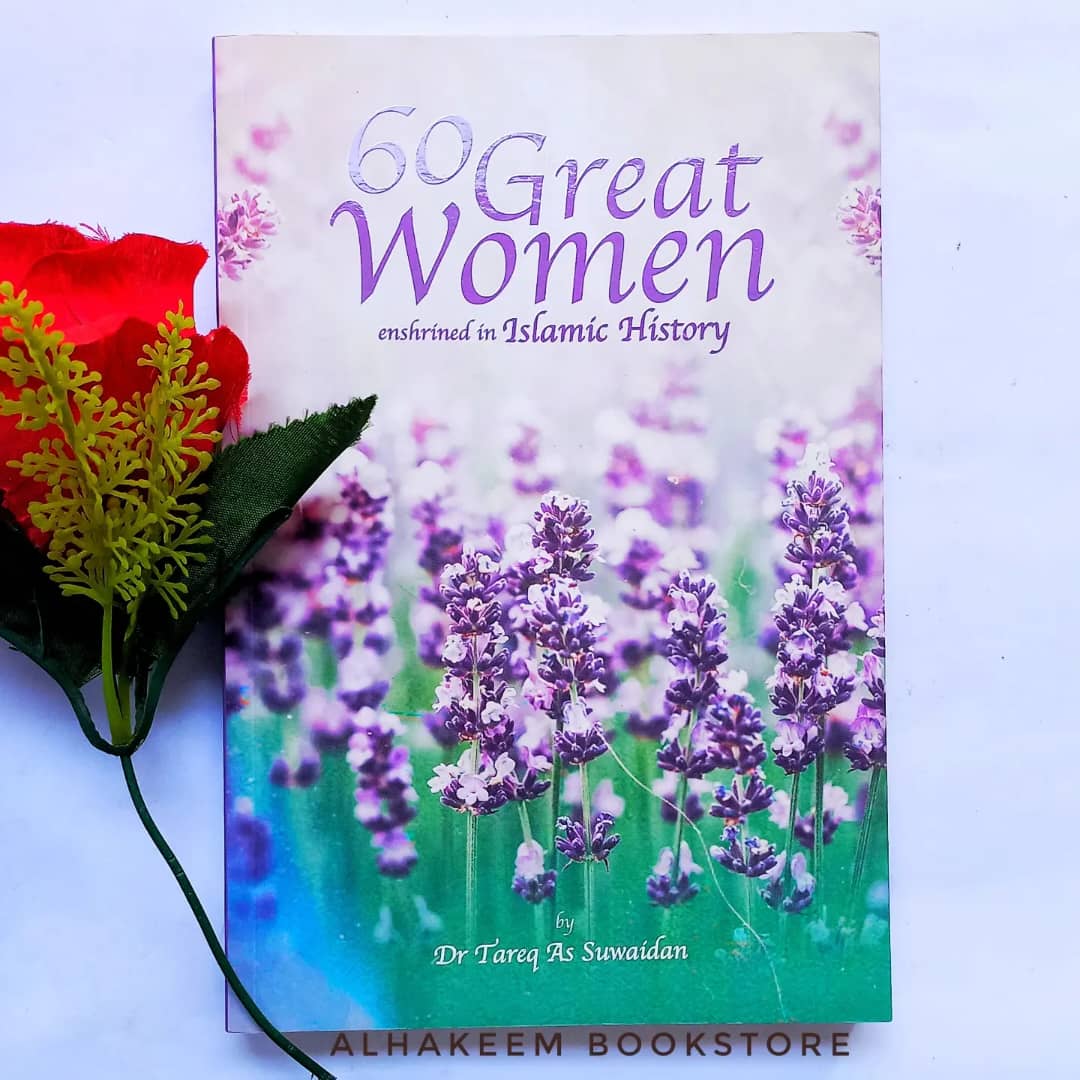 60 Great
Women
enshrined in Islamic History
by
Dr Tareq As Suwaidan
ALHAKEEM BOOKSTORE